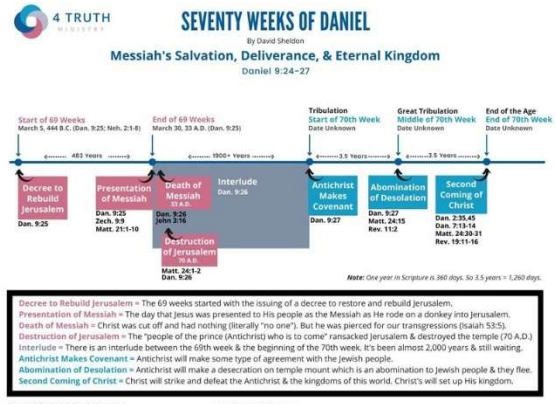 4 TRUTH
MINISTRY
SEVENTY WEEKS OF DANIEL
By David Sheldon
Messiah's Salvation, Deliverance, & Eternal Kingdom
Daniel 9:24-27
Start of 69 Weeks
March 5, 444 B.C. (Dan. 9:25; Neh. 2:1-8)
End of 69 Weeks
March 30, 33 A.D. (Dan. 9:25)
Tribulation
Start of 70th Week
Date Unknown
Great Tribulation
Middle of 70th Week
Date Unknown
End of the Age
End of 70th Week
Date Unknown
483 Years
1900+ Years
3.5 Years
3.5 Years
Decree to
Rebuild
Jerusalem
Dan. 9:25
Presentation
of Messiah
Dan. 9:25
Zech. 9:9
Matt. 21:1-10
Death of
Messiah
33 A.D.
Dan. 9:26
John 3:16
Interlude
Dan. 9:26
Destruction
of Jerusalem
70 A.D.
Matt. 24:1-2
Dan. 9:26
Antichrist
Makes
Covenant
Dan. 9:27
Abomination
of Desolation
Dan. 9:27
Matt. 24:15
Rev. 11:2
Second
Coming of
Christ
Dan. 2:35,45
Dan. 7:13-14
Matt. 24:30-31
Rev. 19:11-16
Note: One year in Scripture is 360 days. So 3.5 years = 1,260 days.
Decree to Rebuild Jerusalem = The 69 weeks started with the issuing of a decree to restore and rebuild Jerusalem.
Presentation of Messiah = The day that Jesus was presented to His people as the Messiah as He rode on a donkey into Jerusalem.
Death of Messiah = Christ was cut off and had nothing (literally "no one"). But he was pierced for our transgressions (Isaiah 53:5).
Destruction of Jerusalem = The "people of the prince (Antichrist) who is to come" ransacked Jerusalem & destroyed the temple (70 A.D.)
Interlude = There is an interlude between the 69th week & the beginning of the 70th week. It's been almost 2,000 years & still waiting.
Antichrist Makes Covenant = Antichrist will make some type of agreement with the Jewish people.
Abomination of Desolation = Antichrist will make a desecration on temple mount which is an abomination to Jewish people & they flee.
Second Coming of Christ = Christ will strike and defeat the Antichrist & the kingdoms of this world. Christ's will set up His kingdom.